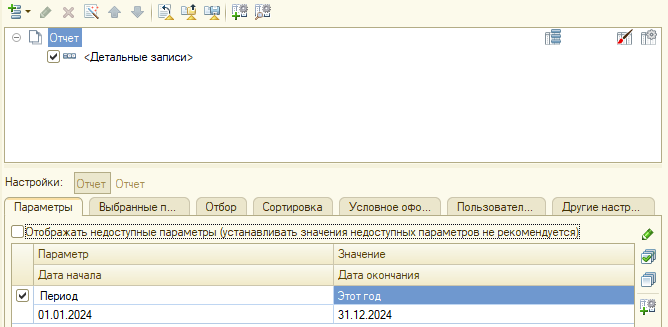 Отчет
<Детальные записи>
Настройки: Отчет Отчет
Параметры Выбранные п... Отбор Сортировка Условное офо... Пользовател... Другие настр...
Отображать недоступные параметры (устанавливать значения недоступных параметров не рекомендуется)
Параметр Значение
Дата начала Дата окончания
Период Этот год
01.01.2024 31.12.2024